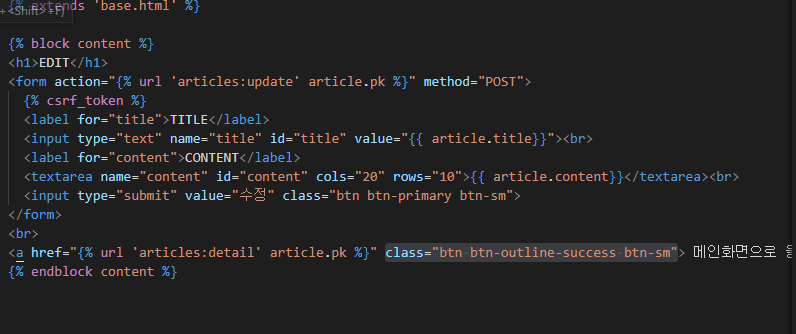 {% extends 'base.html' %}
+ <Shift>+F)
{% block content %}
<h1>EDIT</h1>
<form action="{% url 'articles:update' article.pk %}" method="POST">
{% csrf_token %}
<label for="title">TITLE</label>
<input type="text" name="title" id="title" value="{{ article.title}}"><br>
<label for="content">CONTENT</label>
<textarea name="content" id="content" cols="20" rows="10">{{ article.content}}</textarea><br>
<input type="submit" value="수정" class="btn btn-primary btn-sm">
</form>
<br>
<a href="{% url 'articles:detail' article.pk %}" class="btn btn-outline-success btn-sm"> 메인화면으로
{% endblock content %}